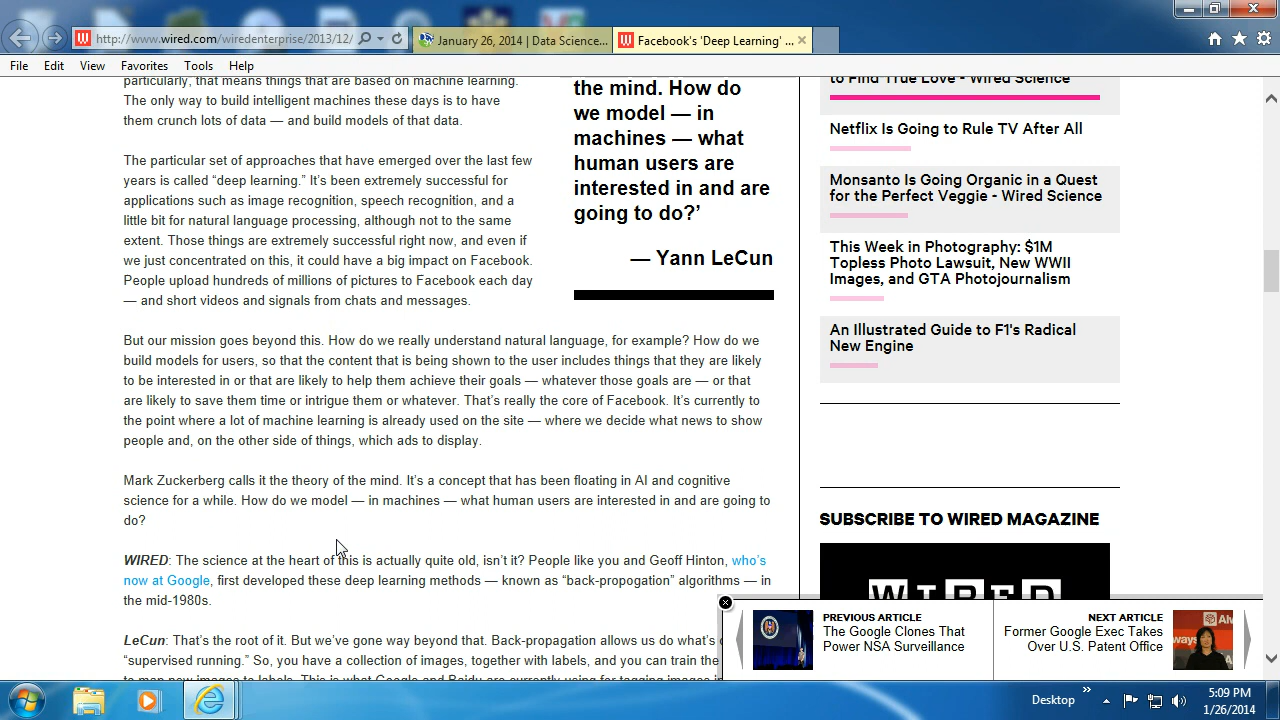 http://www.wired.com/wiredenterprise/2013/12/
January 26, 2014 | Data Science...
Facebook's 'Deep Learning' ...
File Edit View Favorites Tools Help
particularly, that means things that are based on machine learning.
The only way to build intelligent machines these days is to have
them crunch lots of data — and build models of that data.
The particular set of approaches that have emerged over the last few
years is called “deep learning.” It’s been extremely successful for
applications such as image recognition, speech recognition, and a
little bit for natural language processing, although not to the same
extent. Those things are extremely successful right now, and even if
we just concentrated on this, it could have a big impact on Facebook.
People upload hundreds of millions of pictures to Facebook each day
— and short videos and signals from chats and messages.
the mind. How do
we model — in
machines — what
human users are
interested in and are
going to do?’
— Yann LeCun
But our mission goes beyond this. How do we really understand natural language, for example? How do we
build models for users, so that the content that is being shown to the user includes things that they are likely
to be interested in or that are likely to help them achieve their goals — whatever those goals are — or that
are likely to save them time or intrigue them or whatever. That’s really the core of Facebook. It’s currently to
the point where a lot of machine learning is already used on the site — where we decide what news to show
people and, on the other side of things, which ads to display.
Mark Zuckerberg calls it the theory of the mind. It’s a concept that has been floating in AI and cognitive
science for a while. How do we model — in machines — what human users are interested in and are going to
do?
WIRED: The science at the heart of this is actually quite old, isn’t it? People like you and Geoff Hinton, who’s
now at Google, first developed these deep learning methods — known as “back-propogation” algorithms — in
the mid-1980s.
LeCun: That’s the root of it. But we’ve gone way beyond that. Back-propagation allows us do what’s
“supervised running.” So, you have a collection of images, together with labels, and you can train the
to map new images to labels. This is what Google and Baidu are currently using for tagging images
to Find True Love - Wired Science
Netflix Is Going to Rule TV After All
Monsanto Is Going Organic in a Quest
for the Perfect Veggie - Wired Science
This Week in Photography: $1M
Topless Photo Lawsuit, New WWII
Images, and GTA Photojournalism
An Illustrated Guide to F1's Radical
New Engine
SUBSCRIBE TO WIRED MAGAZINE
WIRED
PREVIOUS ARTICLE
The Google Clones That
Power NSA Surveillance
NEXT ARTICLE
Former Google Exec Takes
Over U.S. Patent Office
Desktop
5:09 PM
1/26/2014